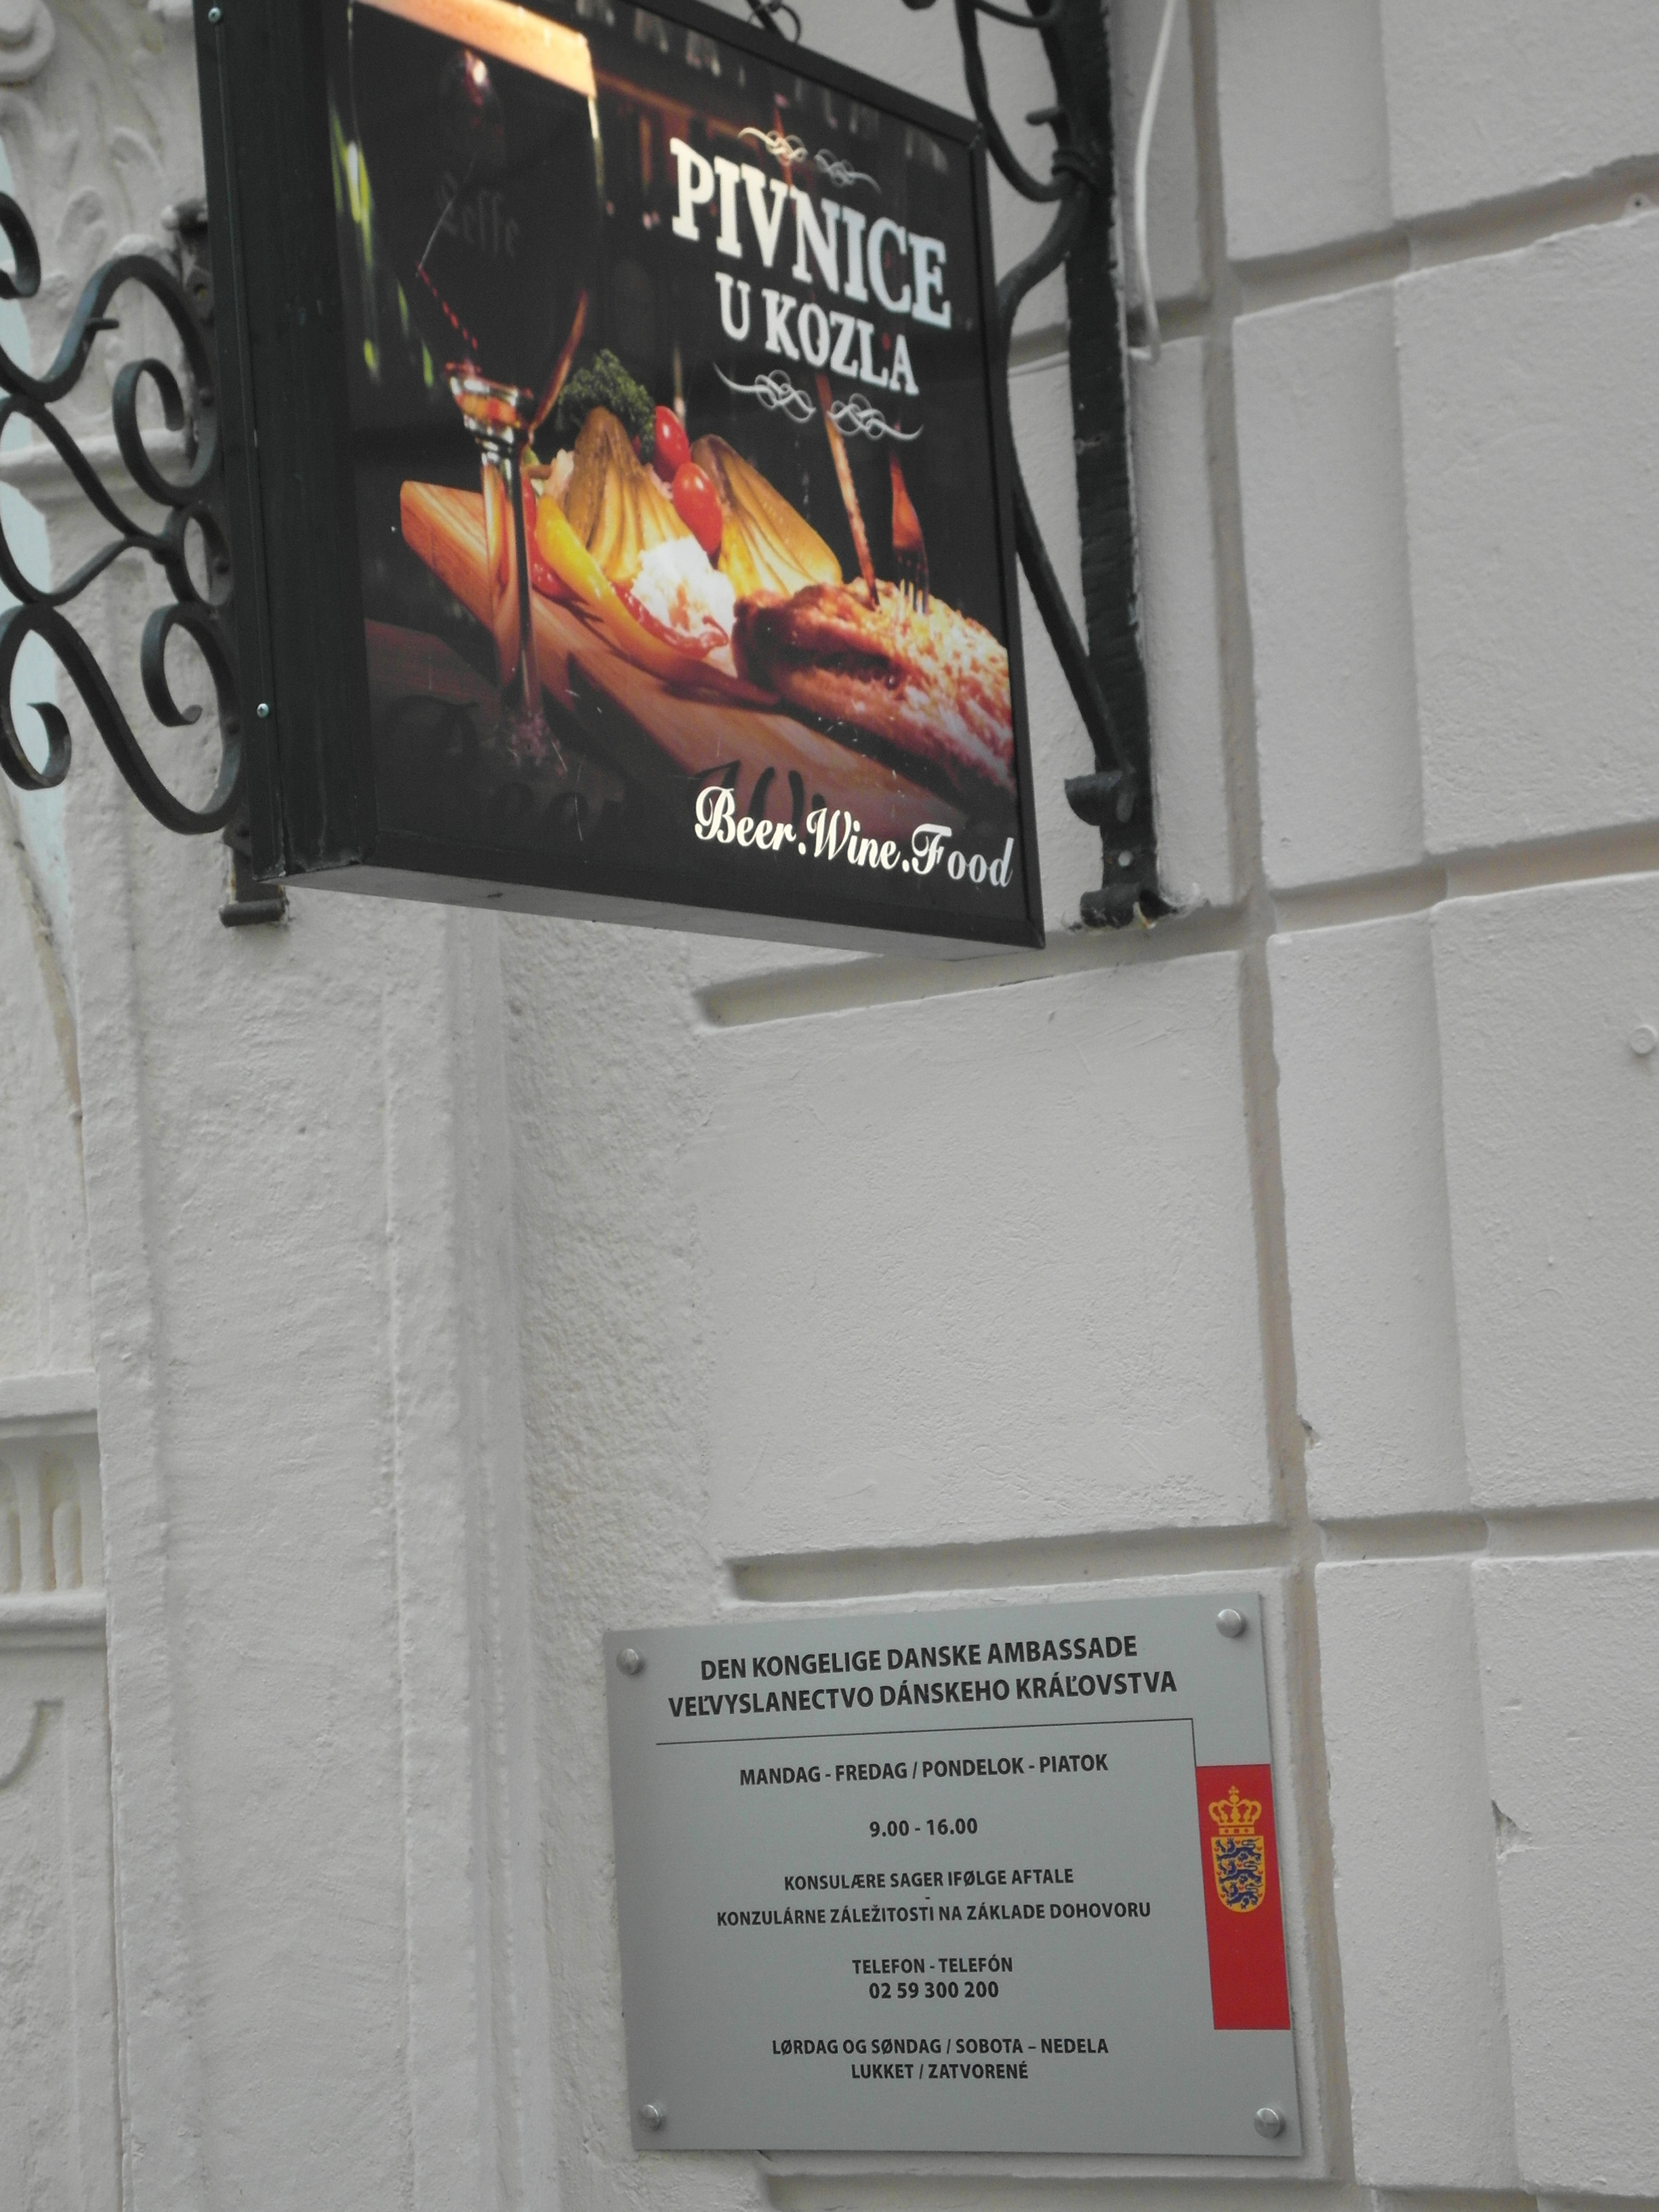 Leffe
PIVNICE
U KOZLA
Beer.Wine.Food
DEN KONGELIGE DANSKE AMBASSADE
VEĽVYSLANECTVO DÁNSKEHO KRÁĽOVSTVA
MANDAG - FREDAG / PONDELOK - PIATOK
9.00 - 16.00
KONSULÆRE SAGER IFØLGE AFTALE
-
KONZULÁRNE ZÁLEŽITOSTI NA ZÁKLADE DOHOVORU
TELEFON - TELEFÓN
02 59 300 200
LØRDAG OG SØNDAG / SOBOTA – NEDELA
LUKKET / ZATVORENÉ